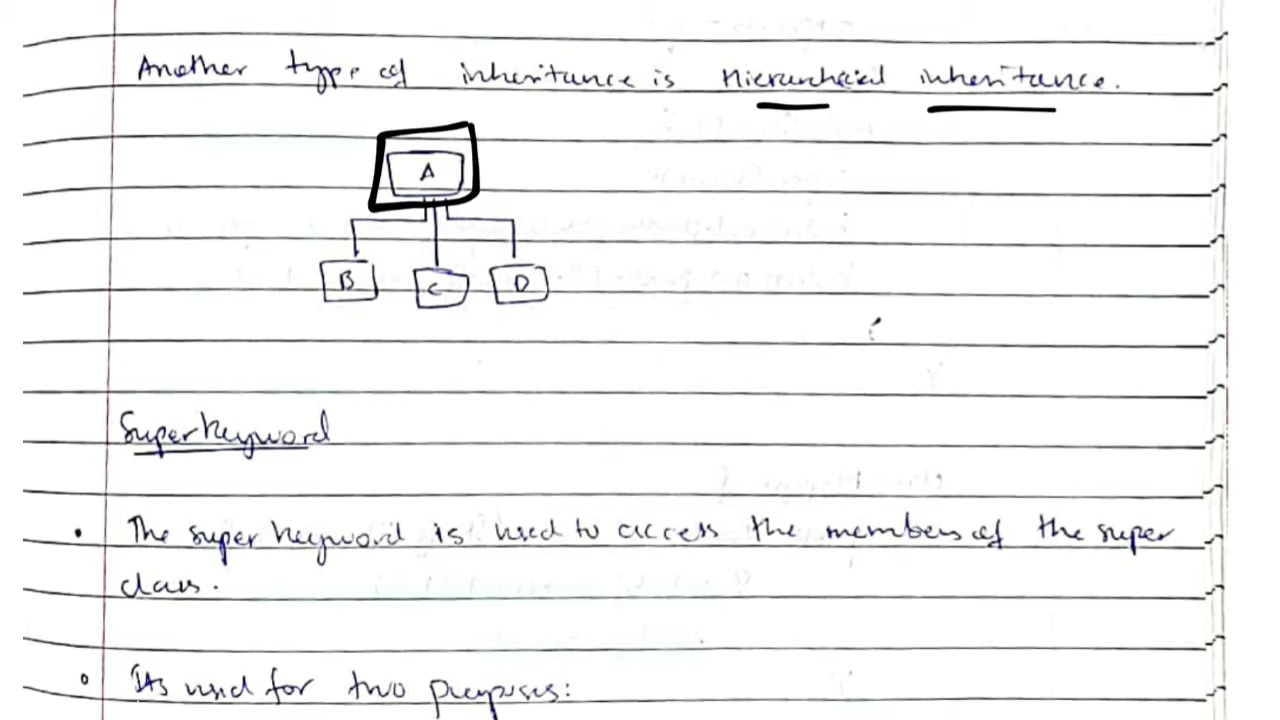 Another type of inheritance is Hierarchical inheritance.
A
B C D
Super Keyword
• The super keyword is used to access the members of the super
class.
• Its used for two purposes: